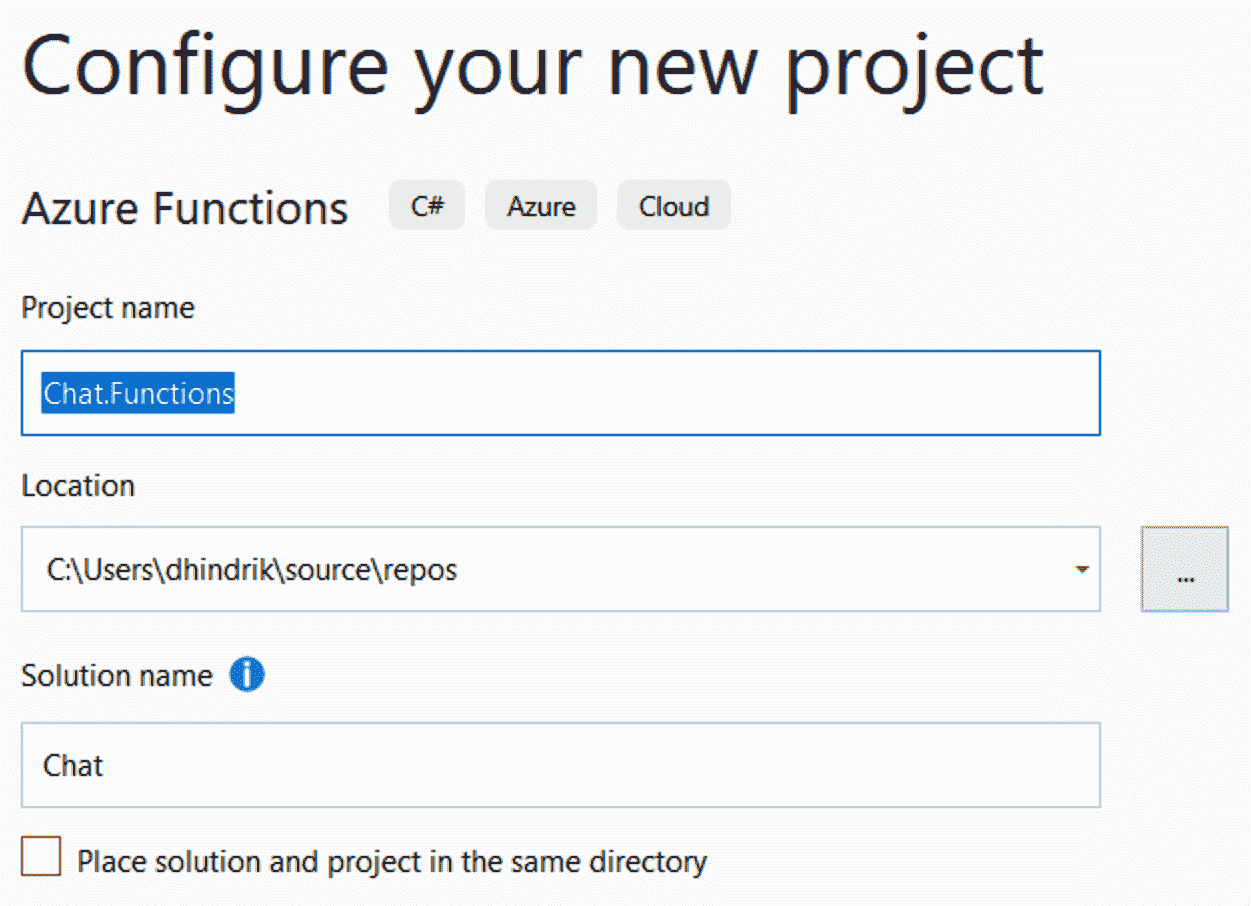 Configure your new project
Azure Functions C# Azure Cloud
Project name
Chat.Functions
Location
C:\Users\dhindrik\source\repos
...
Solution name
Chat
Place solution and project in the same directory